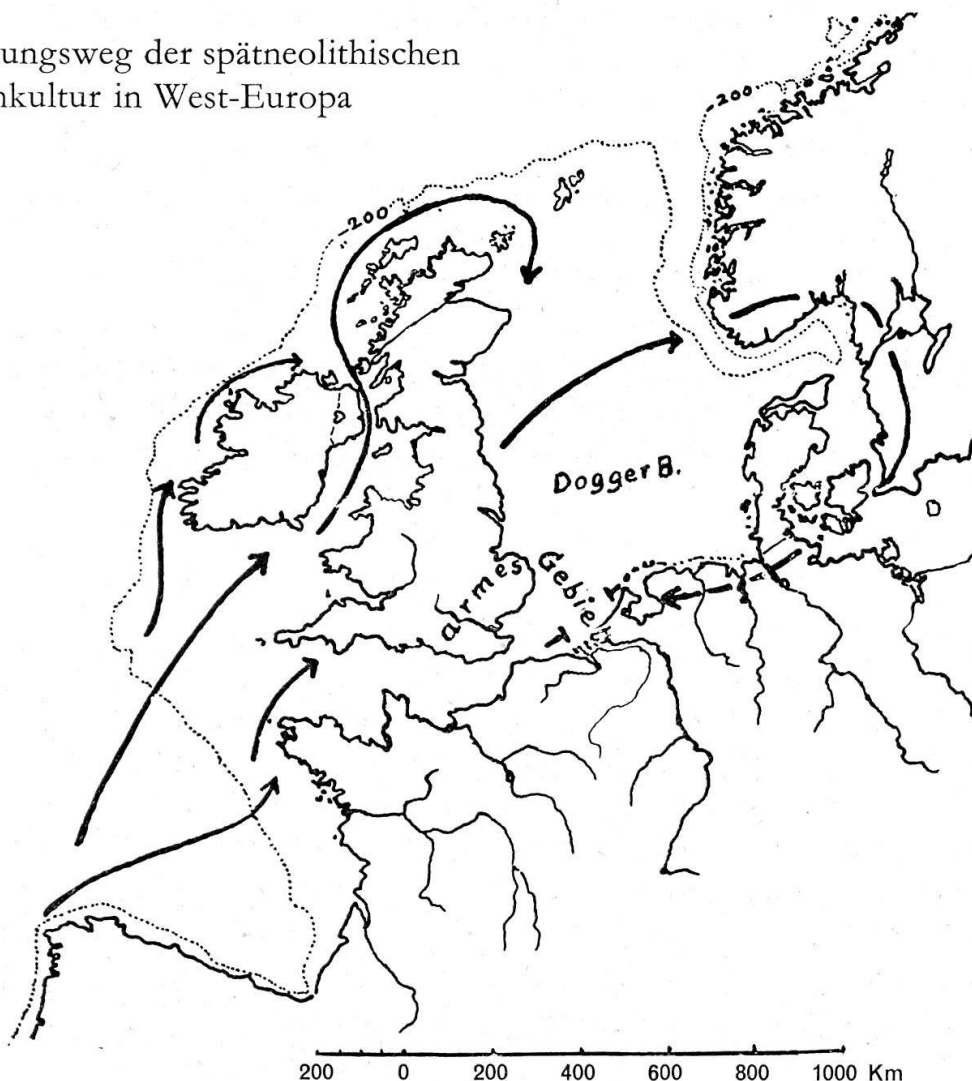 ungsweg der spätneolithischen
nkultur in West-Europa
200
-200
Dogger B.
armes Gebiet
200 0 200 400 600 800 1000 Km